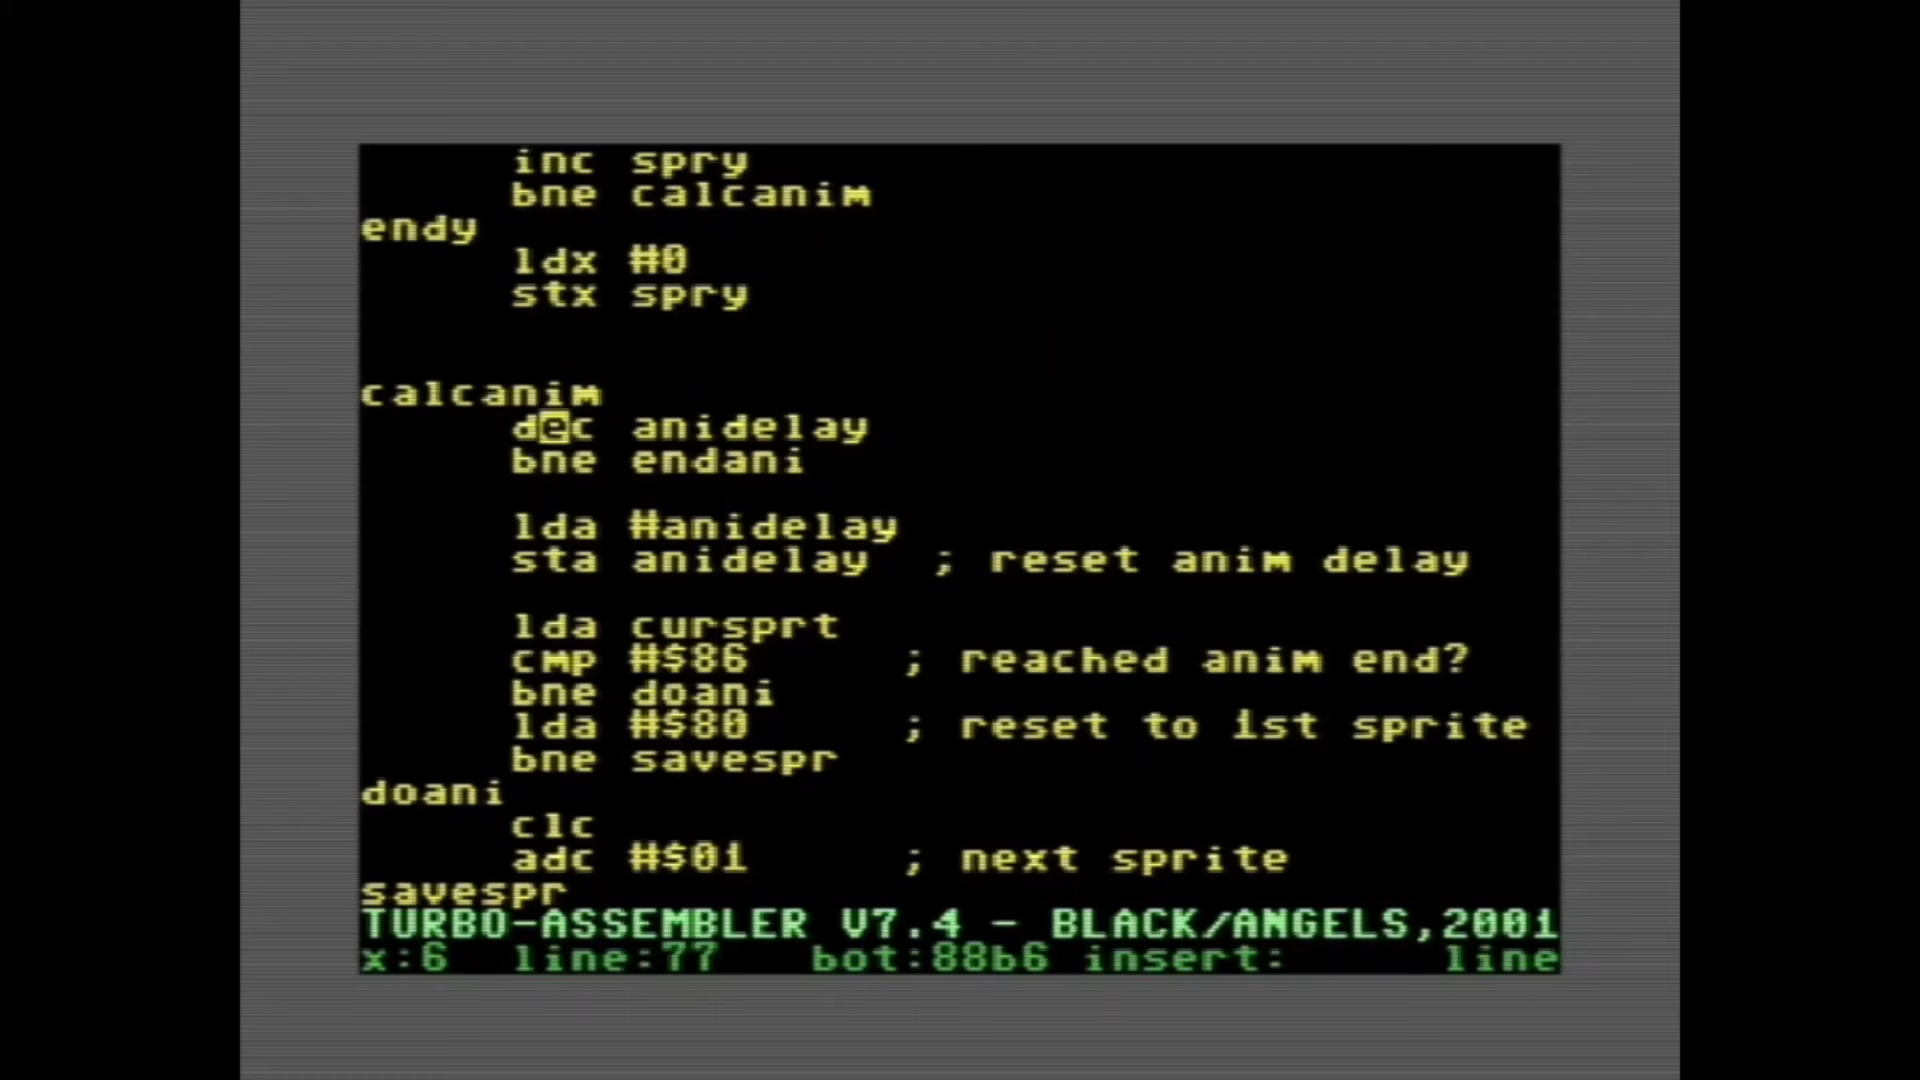 inc spry
bne calcanim
endy
ldx #0
stx spry
calcanim
dec anidelay
bne endani
lda #anidelay
sta anidelay ; reset anim delay
lda cursprt
cmp #$86 ; reached anim end?
bne doani
lda #$80 ; reset to 1st sprite
bne savespr
doani
clc
adc #$01 ; next sprite
savespr
TURBO-ASSEMBLER V7.4 - BLACK/ANGELS,2001
x:6 line:77 bot:88b6 insert: line